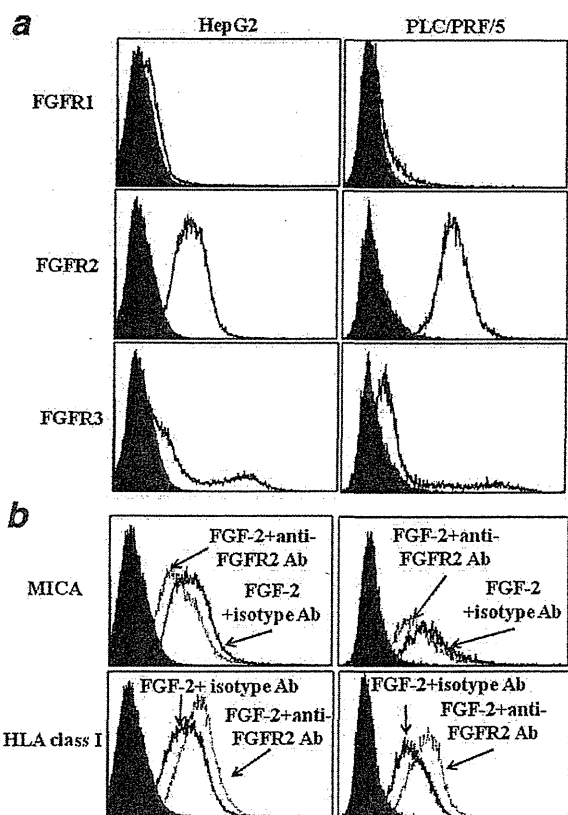 a
HepG2 PLC/PRF/5
FGFR1
FGFR2
FGFR3
b
MICA
FGF-2+anti-
FGFR2 Ab
FGF-2
+isotype Ab
FGF-2+anti-
FGFR2 Ab
FGF-2
+isotype Ab
HLA class I
FGF-2+ isotype Ab
FGF-2+anti-
FGFR2 Ab
FGF-2+isotype Ab
FGF-2+anti-
FGFR2 Ab